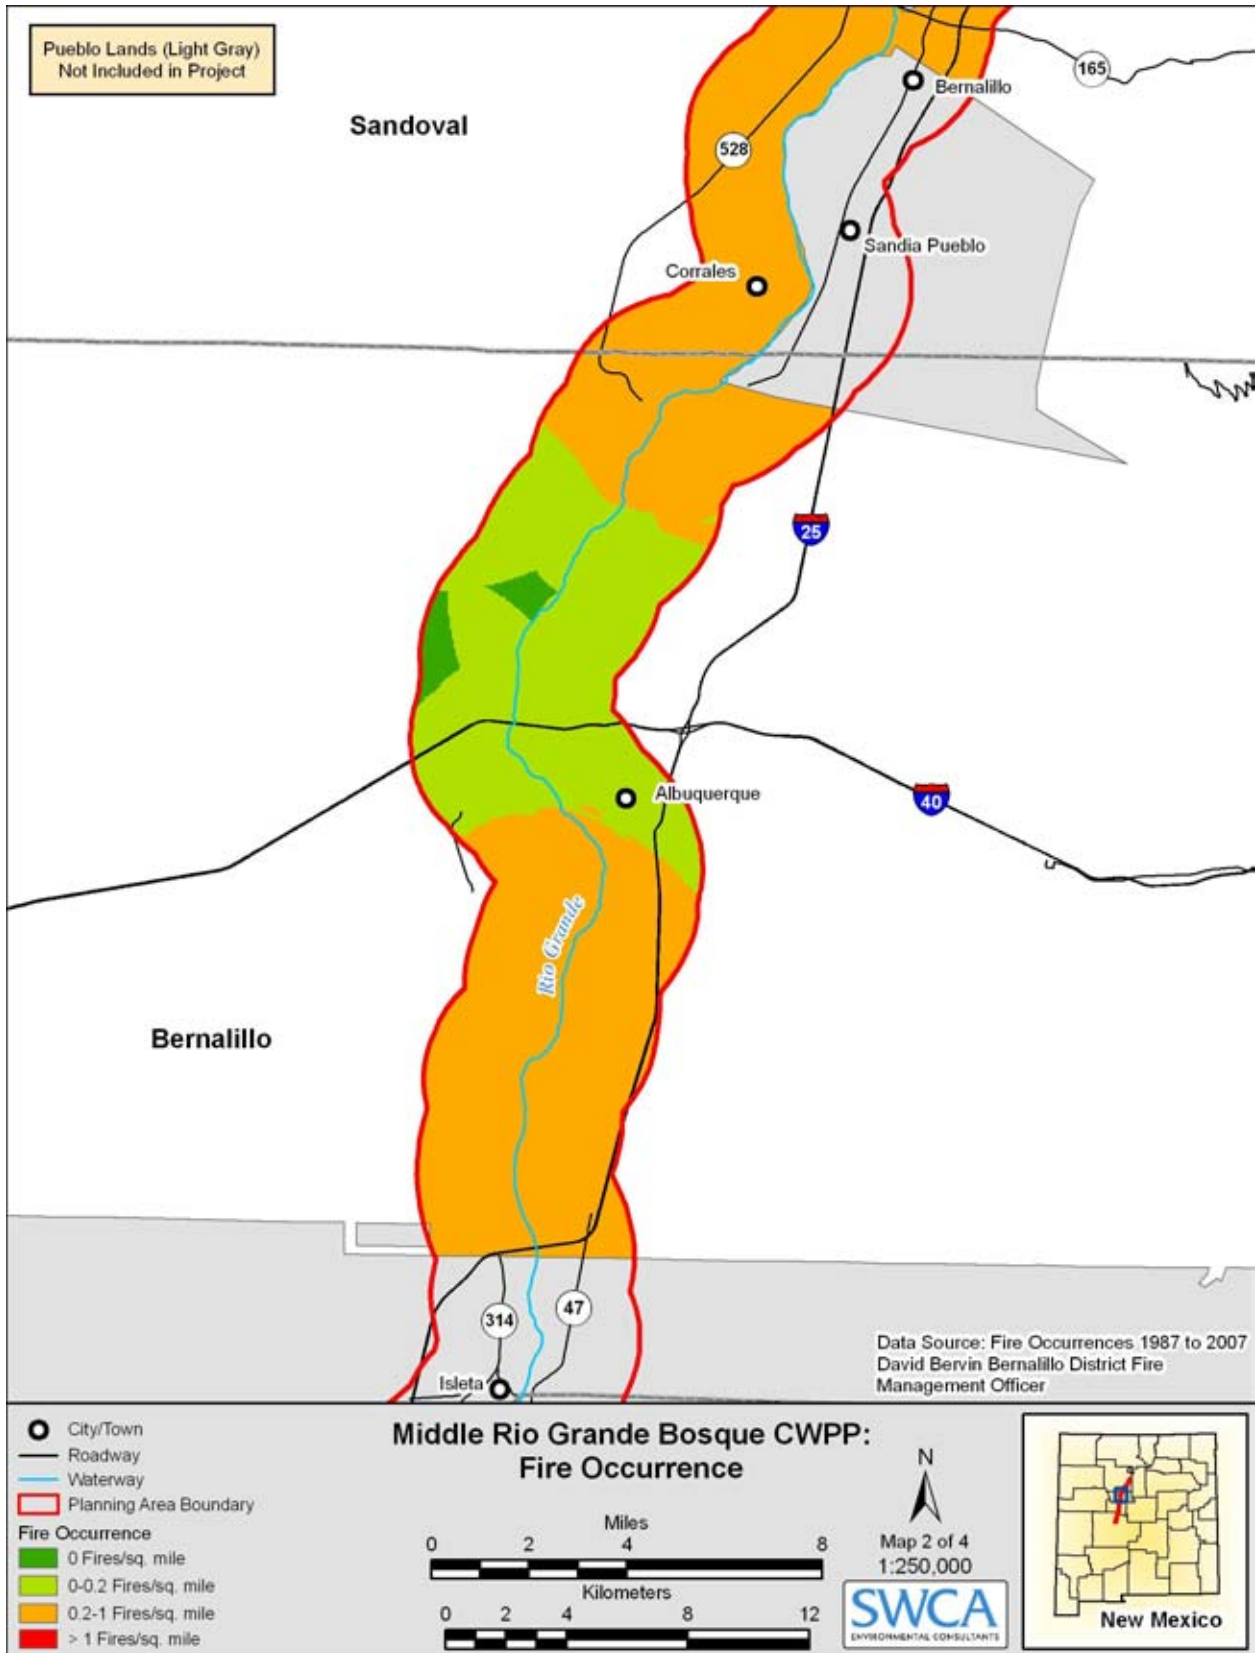 Pueblo Lands (Light Gray)
Not Included in Project
165
Bernalillo
Sandoval
528
Sandia Pueblo
Corrales
25
Albuquerque
40
Rio Grande
Bernalillo
314
47
Isleta
Data Source: Fire Occurrences 1987 to 2007
David Bervin Bernalillo District Fire
Management Officer
City/Town
Roadway
Waterway
Planning Area Boundary
Fire Occurrence
0 Fires/sq. mile
0-0.2 Fires/sq. mile
0.2-1 Fires/sq. mile
> 1 Fires/sq. mile
Middle Rio Grande Bosque CWPP:
Fire Occurrence
Miles
0 2 4 8
Kilometers
0 2 4 8 12
N
Map 2 of 4
1:250,000
SWCA
ENVIRONMENTAL CONSULTANTS
New Mexico